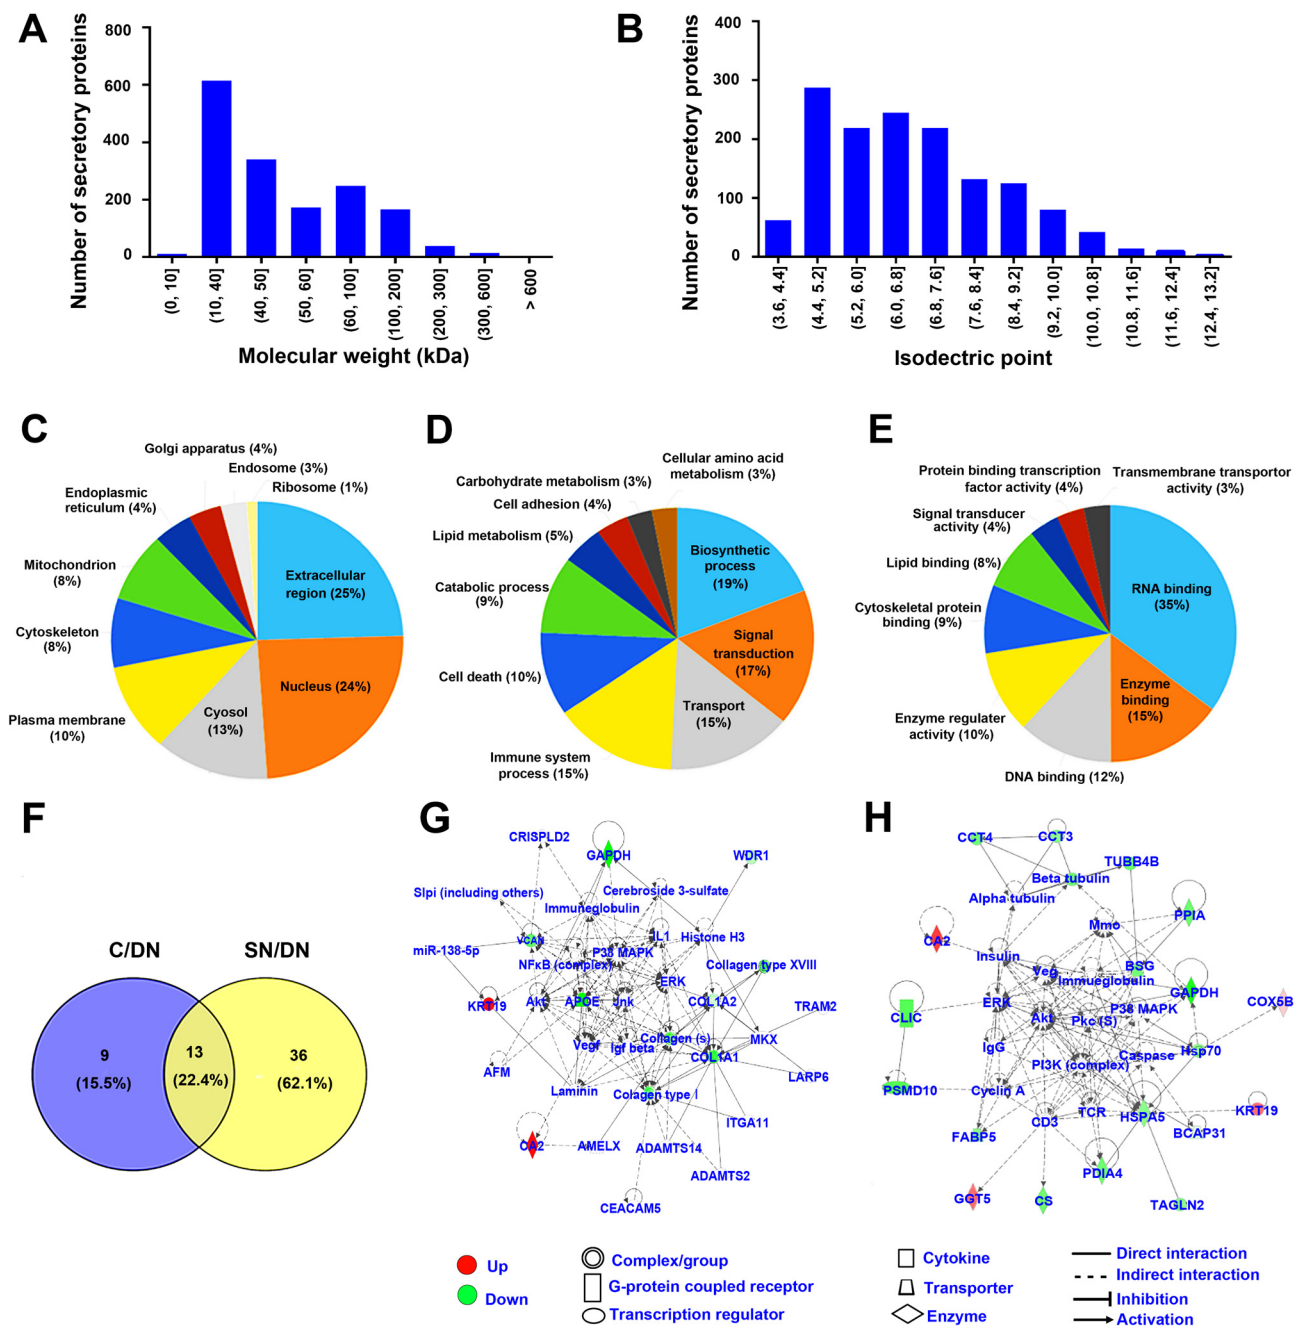 A
Number of secretory proteins
800
600
400
200
0
(0, 10]
(10, 40]
(40, 50]
(50, 60]
(60, 100]
(100, 200]
(200, 300]
(300, 600]
> 600
Molecular weight (kDa)
B
Number of secretory proteins
400
300
200
100
0
(3.6, 4.4]
(4.4, 5.2]
(5.2, 6.0]
(6.0, 6.8]
(6.8, 7.6]
(7.6, 8.4]
(8.4, 9.2]
(9.2, 10.0]
(10.0, 10.8]
(10.8, 11.6]
(11.6, 12.4]
(12.4, 13.2]
Isodectric point
C
Golgi apparatus (4%)
Endosome (3%)
Ribosome (1%)
Endoplasmic
reticulum (4%)
Mitochondrion
(8%)
Cytoskeleton
(8%)
Plasma membrane
(10%)
Cyosol
(13%)
Nucleus (24%)
Extracellular
region (25%)
D
Cellular amino acid
metabolism (3%)
Carbohydrate metabolism (3%)
Cell adhesion (4%)
Lipid metabolism (5%)
Catabolic process
(9%)
Cell death (10%)
Immune system
process (15%)
Transport
(15%)
Signal
transduction
(17%)
Biosynthetic
process
(19%)
E
Protein binding transcription
factor activity (4%)
Transmembrane transportor
activity (3%)
Signal transducer
activity (4%)
Lipid binding (8%)
Cytoskeletal protein
binding (9%)
Enzyme regulater
activity (10%)
DNA binding (12%)
Enzyme
binding
(15%)
RNA binding
(35%)
F
C/DN
SN/DN
9
(15.5%)
13
(22.4%)
36
(62.1%)
G
CRISPLD2
GAPDH
WDR1
Slpi (including others)
Cerebroside 3-sulfate
Immuneglobulin
miR-138-5p
VCAN
P38 MAPK
IL1
Histone H3
NFκB (complex)
Collagen type XVIII
ERK
KRT19
Akt
APOE
Jnk
COL1A2
TRAM2
Vegf
Igf beta
Collagen (s)
MKX
COL1A1
AFM
LARP6
Laminin
Colagen type I
ITGA11
CA2
AMELX
ADAMTS14
ADAMTS2
CEACAM5
H
CCT4
CCT3
TUBB4B
Beta tubulin
Alpha tubulin
PPIA
Mmo
CA2
Insulin
Veg
BSG
Immueglobulin
GAPDH
ERK
COX5B
CLIC
Akt
Pkc (S)
P38 MAPK
IgG
Caspase
Hsp70
PI3K (complex)
PSMD10
Cyclin A
TCR
HSPA5
KRT19
CD3
FABP5
BCAP31
PDIA4
GGT5
CS
TAGLN2
Up
Down
Complex/group
G-protein coupled receptor
Transcription regulator
Cytokine
Transporter
Enzyme
Direct interaction
Indirect interaction
Inhibition
Activation